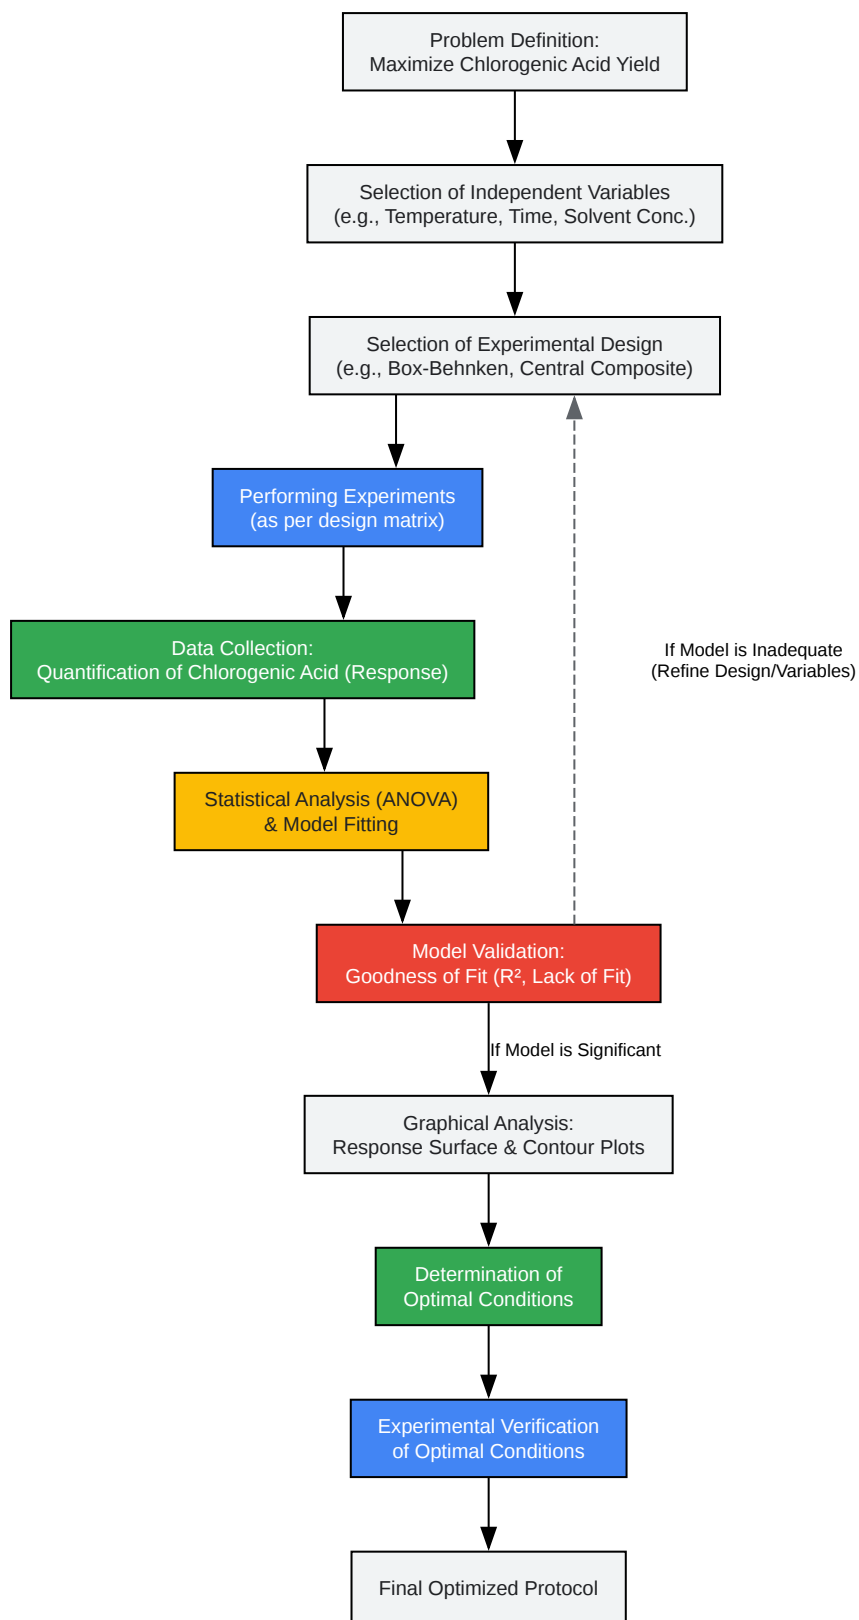 Problem Definition:
Maximize Chlorogenic Acid Yield
Selection of Independent Variables
(e.g., Temperature, Time, Solvent Conc.)
Selection of Experimental Design
(e.g., Box-Behnken, Central Composite)
Performing Experiments
(as per design matrix)
Data Collection:
Quantification of Chlorogenic Acid (Response)
If Model is Inadequate
(Refine Design/Variables)
Statistical Analysis (ANOVA)
& Model Fitting
Model Validation:
Goodness of Fit (R², Lack of Fit)
If Model is Significant
Graphical Analysis:
Response Surface & Contour Plots
Determination of
Optimal Conditions
Experimental Verification
of Optimal Conditions
Final Optimized Protocol